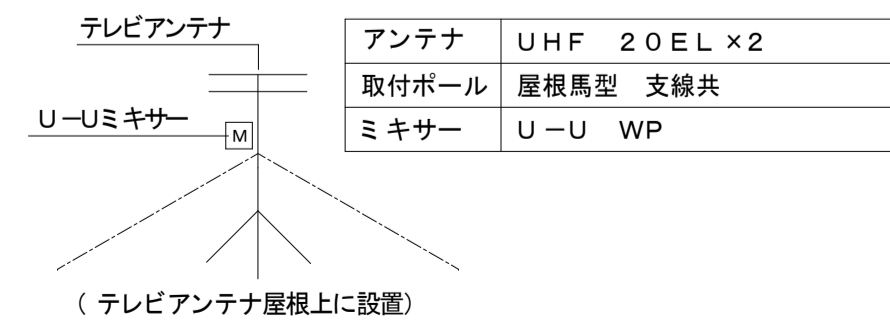 テレビアンテナ
U－Uミキサー
M
アンテナ UHF 20EL×2
取付ポール 屋根馬型 支線共
ミキサー U－U WP
( テレビアンテナ屋根上に設置)